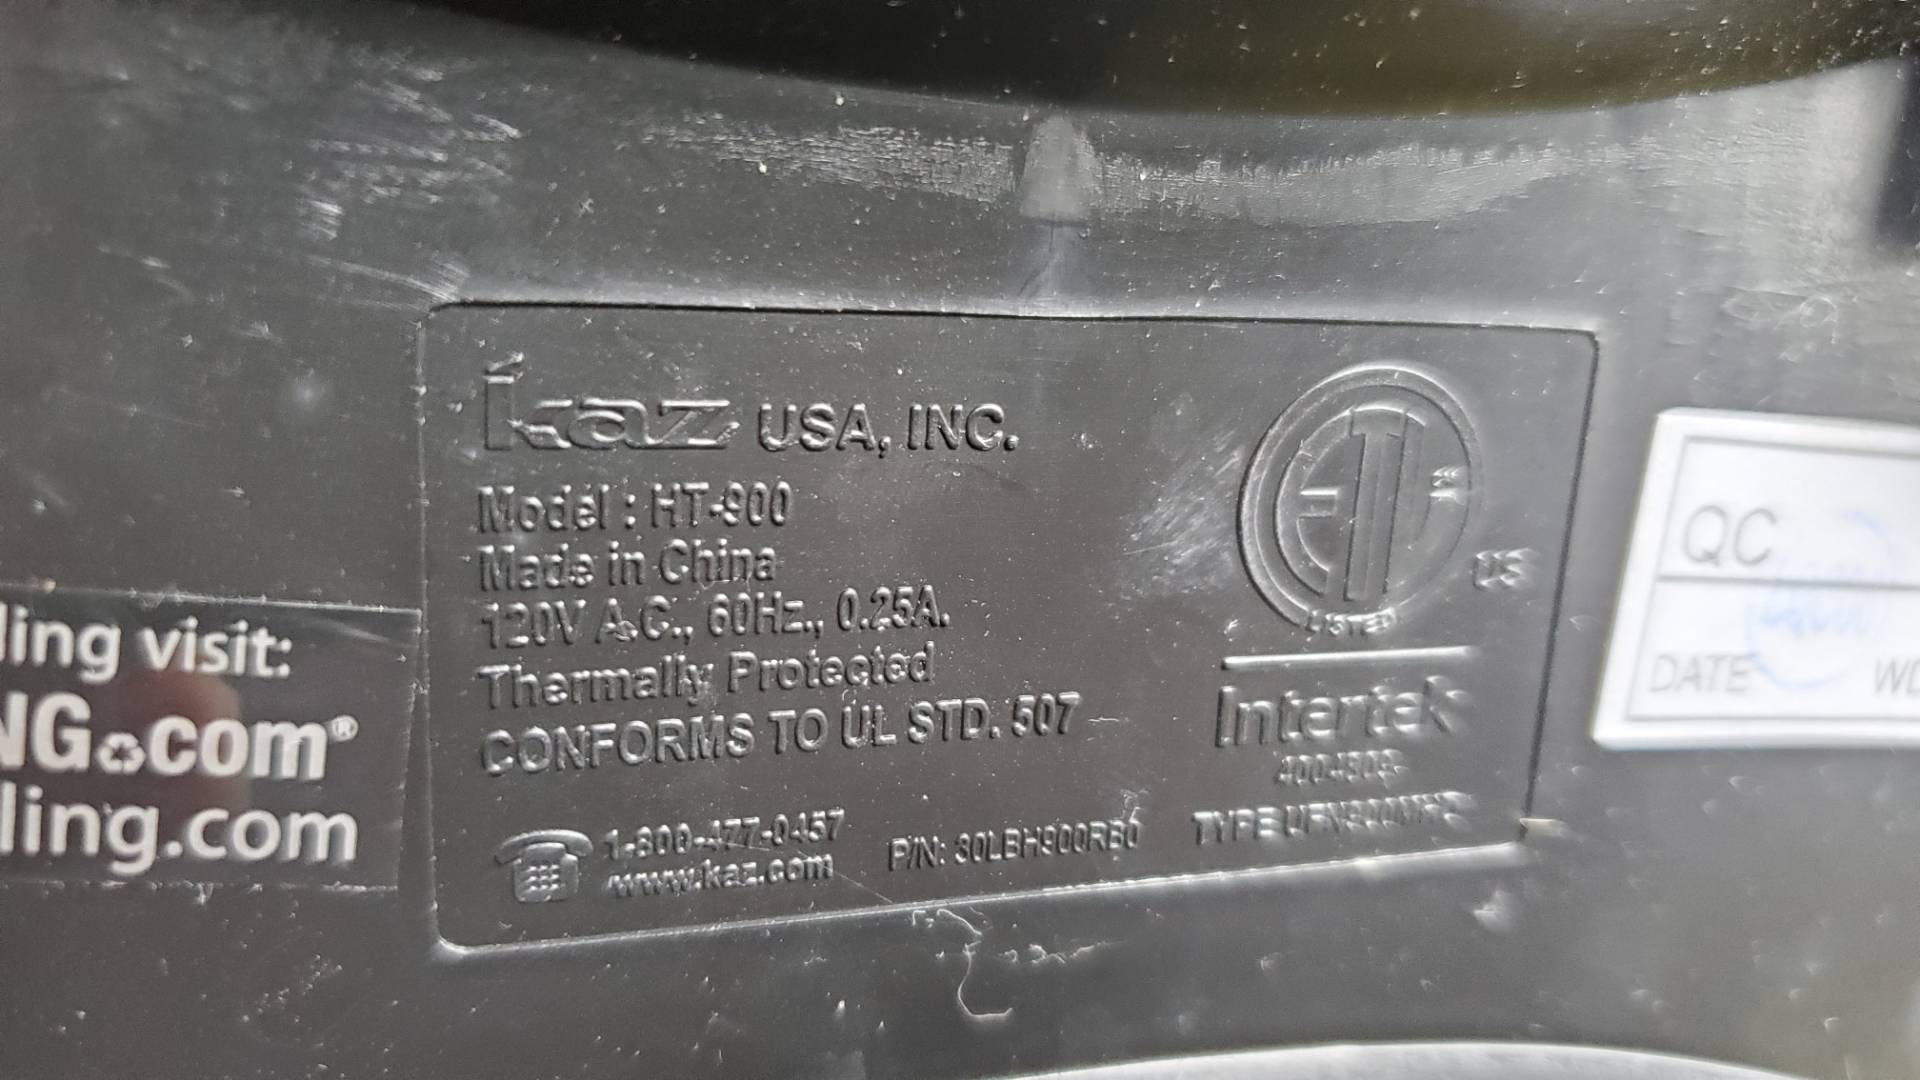 ling visit:
NG.com®
ling.com
kaz USA, INC.
Model : HT-900
Made in China
120V A.C., 60Hz., 0.25A.
Thermally Protected
CONFORMS TO UL STD. 507
1-800-477-0457
www.kaz.com
P/N: 30LBH900RB0
ETL
US
LISTED
Intertek
TYPE
QC
DATE